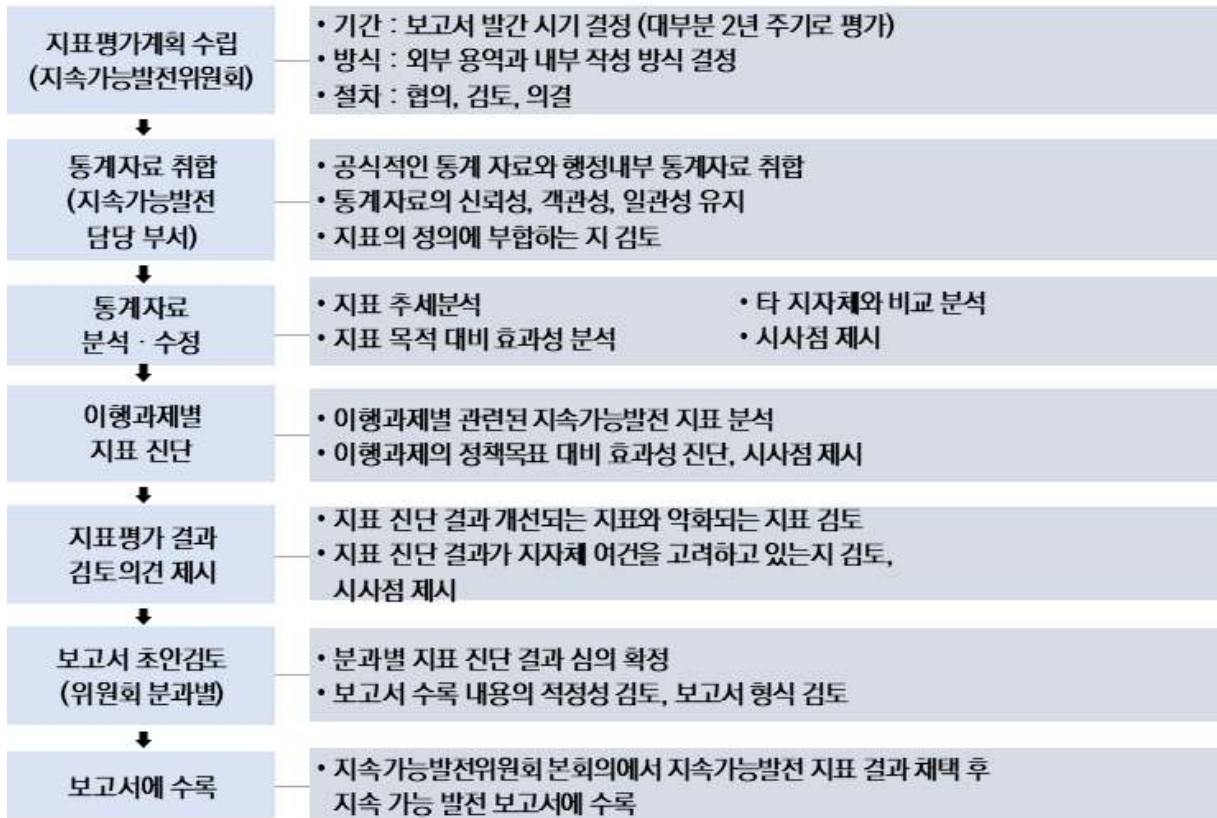 지표평가계획 수립
(지속가능발전위원회)
• 기간 : 보고서 발간 시기 결정 (대부분 2년 주기로 평가)
• 방식 : 외부 용역과 내부 작성 방식 결정
• 절차 : 협의, 검토, 의결
통계자료 취합
(지속가능발전
담당 부서)
• 공식적인 통계 자료와 행정내부 통계자료 취합
• 통계자료의 신뢰성, 객관성, 일관성 유지
• 지표의 정의에 부합하는 지 검토
통계자료
분석 · 수정
• 지표 추세분석
• 타 지자체와 비교 분석
• 지표 목적 대비 효과성 분석
• 시사점 제시
이행과제별
지표 진단
• 이행과제별 관련된 지속가능발전 지표 분석
• 이행과제의 정책목표 대비 효과성 진단, 시사점 제시
지표평가 결과
검토의견 제시
• 지표 진단 결과 개선되는 지표와 악화되는 지표 검토
• 지표 진단 결과가 지자체 여건을 고려하고 있는지 검토,
시사점 제시
보고서 초안검토
(위원회 분과별)
• 분과별 지표 진단 결과 심의 확정
• 보고서 수록 내용의 적정성 검토, 보고서 형식 검토
보고서에 수록
• 지속가능발전위원회 본회의에서 지속가능발전 지표 결과 채택 후
지속 가능 발전 보고서에 수록